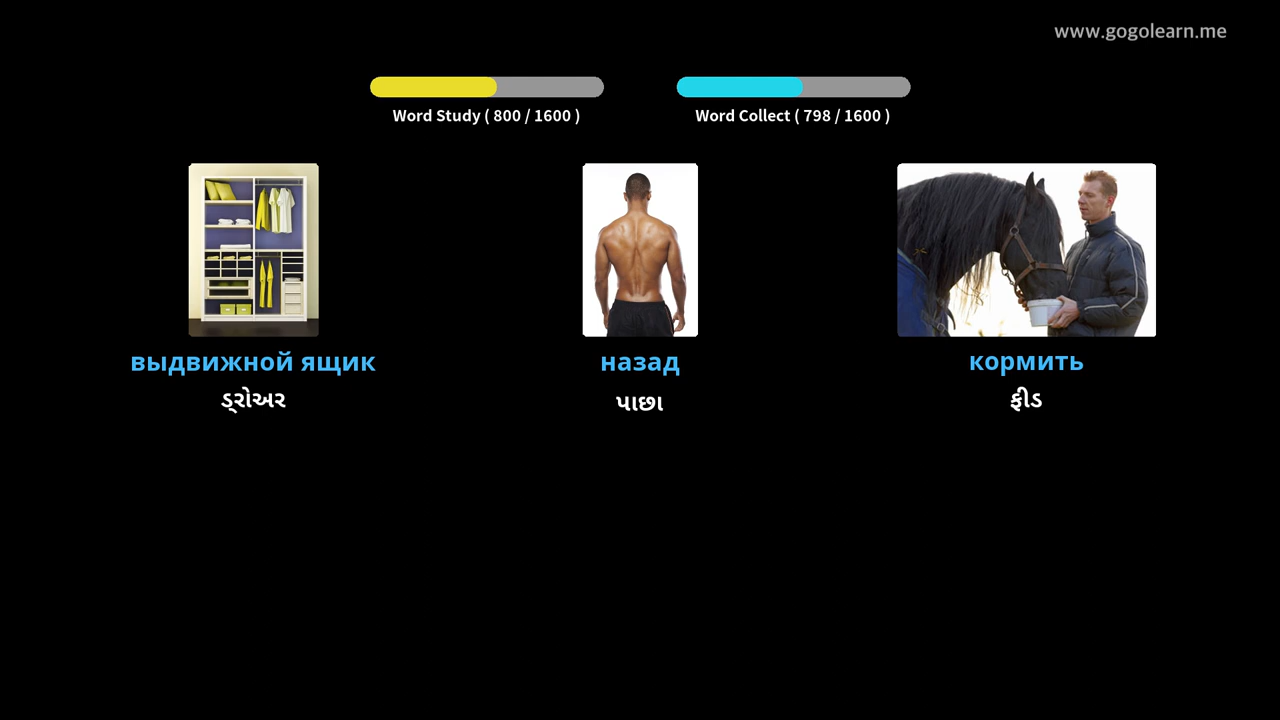 www.gogolearn.me
Word Study ( 800 / 1600 )
Word Collect ( 798 / 1600 )
выдвижной ящик
ડ્રોઅર
назад
પાછા
кормить
ફીડ